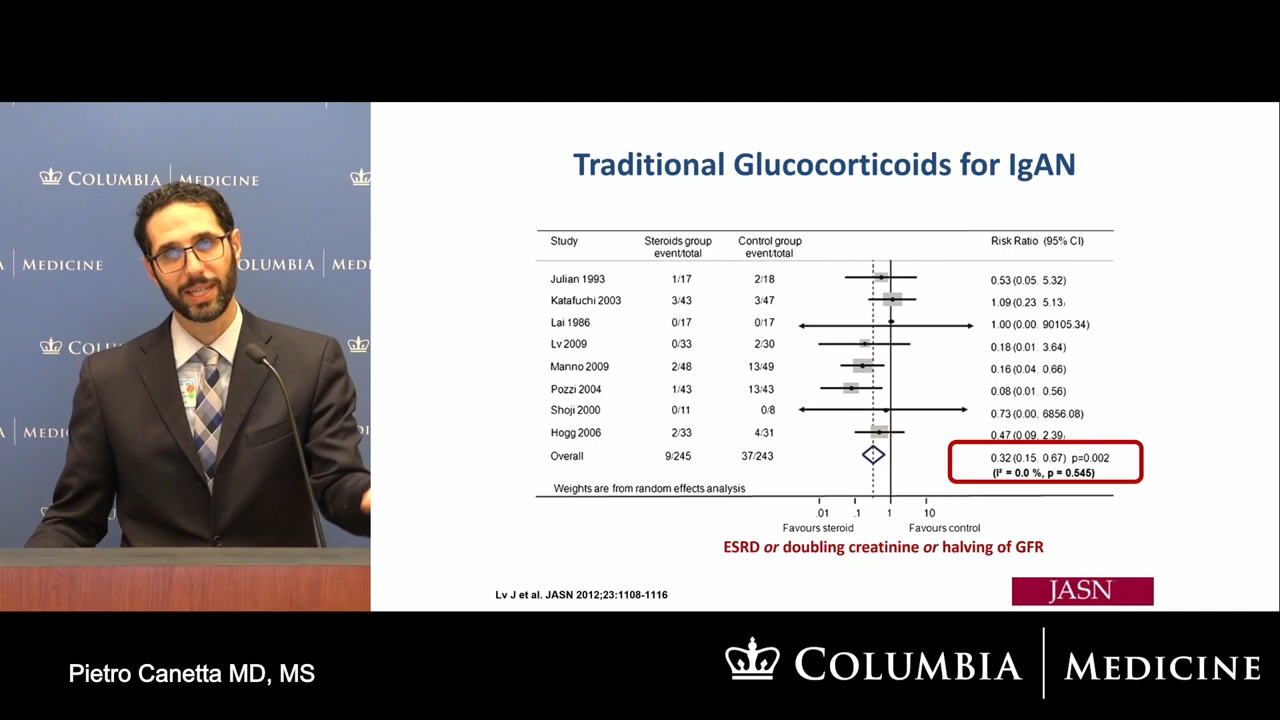 COLUMBIA MEDICINE
MEDICINE
COLUMBIA MED
COLU
MEDIC
Traditional Glucocorticoids for IgAN
Study Steroids group event/total Control group event/total Risk Ratio (95% CI)
Julian 1993 1/17 2/18 0.53 (0.05, 5.32)
Katafuchi 2003 3/43 3/47 1.09 (0.23, 5.13)
Lai 1986 0/17 0/17 1.00 (0.00, 90105.34)
Lv 2009 0/33 2/30 0.18 (0.01, 3.64)
Manno 2009 2/48 13/49 0.16 (0.04, 0.66)
Pozzi 2004 1/43 13/43 0.08 (0.01, 0.56)
Shoji 2000 0/11 0/8 0.73 (0.00, 6856.08)
Hogg 2006 2/33 4/31 0.47 (0.09, 2.39)
Overall 9/245 37/243 0.32 (0.15, 0.67) p=0.002
(I² = 0.0 %, p = 0.545)
Weights are from random effects analysis
.01 .1 1 10
Favours steroid Favours control
ESRD or doubling creatinine or halving of GFR
Lv J et al. JASN 2012;23:1108-1116
JASN
Pietro Canetta MD, MS
COLUMBIA MEDICINE